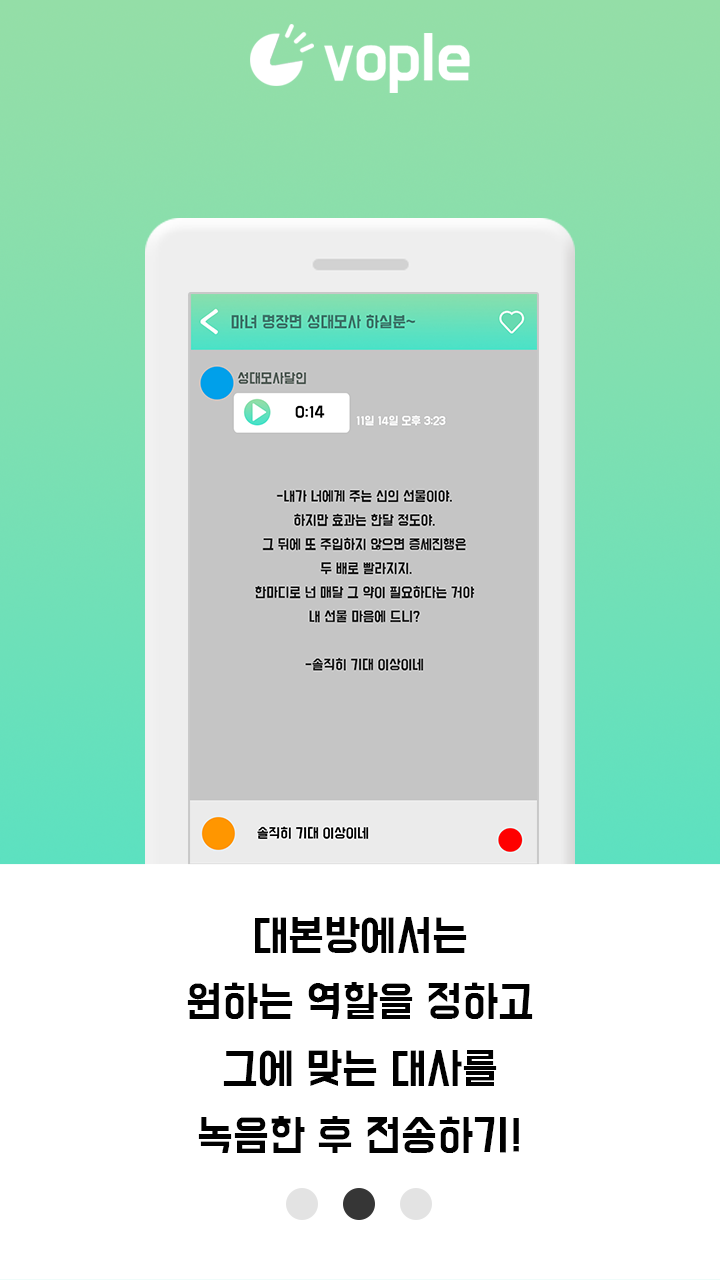 vople
마녀 명장면 성대모사 하실분~
성대모사달인
0:14
11일 14일 오후 3:23
-내가 너에게 주는 신의 선물이야.
하지만 효과는 한달 정도야.
그 뒤에 또 주입하지 않으면 증세진행은
두 배로 빨라지지.
한마디로 넌 매달 그 약이 필요하다는 거야
내 선물 마음에 드니?
-솔직히 기대 이상이네
솔직히 기대 이상이네
대본방에서는
원하는 역할을 정하고
그에 맞는 대사를
녹음한 후 전송하기!